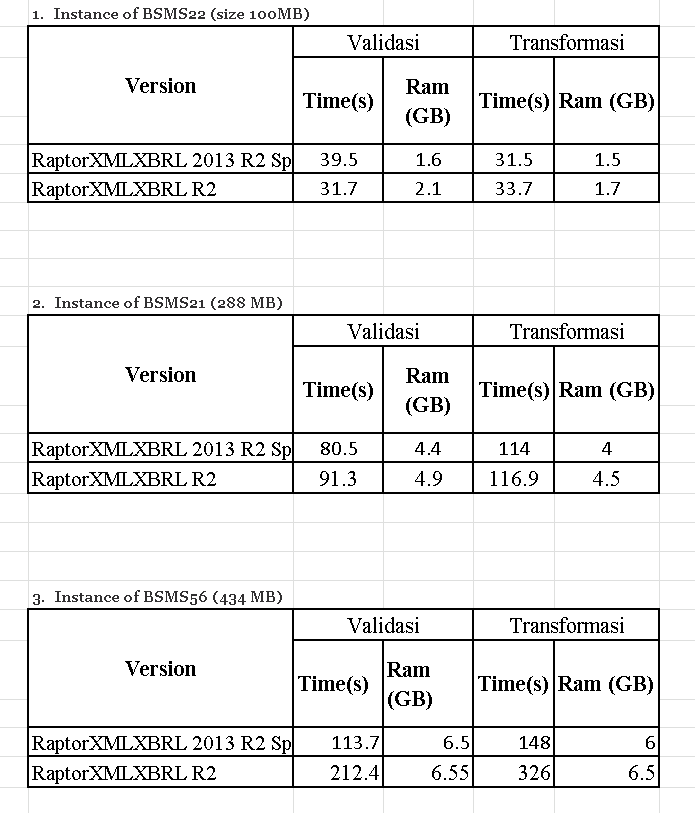 1. Instance of BSMS22 (size 100MB)
Version Validasi Transformasi
Time(s) Ram (GB) Time(s) Ram (GB)
RaptorXMLXBRL 2013 R2 Sp 39.5 1.6 31.5 1.5
RaptorXMLXBRL R2 31.7 2.1 33.7 1.7
2. Instance of BSMS21 (288 MB)
Version Validasi Transformasi
Time(s) Ram (GB) Time(s) Ram (GB)
RaptorXMLXBRL 2013 R2 Sp 80.5 4.4 114 4
RaptorXMLXBRL R2 91.3 4.9 116.9 4.5
3. Instance of BSMS56 (434 MB)
Version Validasi Transformasi
Time(s) Ram (GB) Time(s) Ram (GB)
RaptorXMLXBRL 2013 R2 Sp 113.7 6.5 148 6
RaptorXMLXBRL R2 212.4 6.55 326 6.5